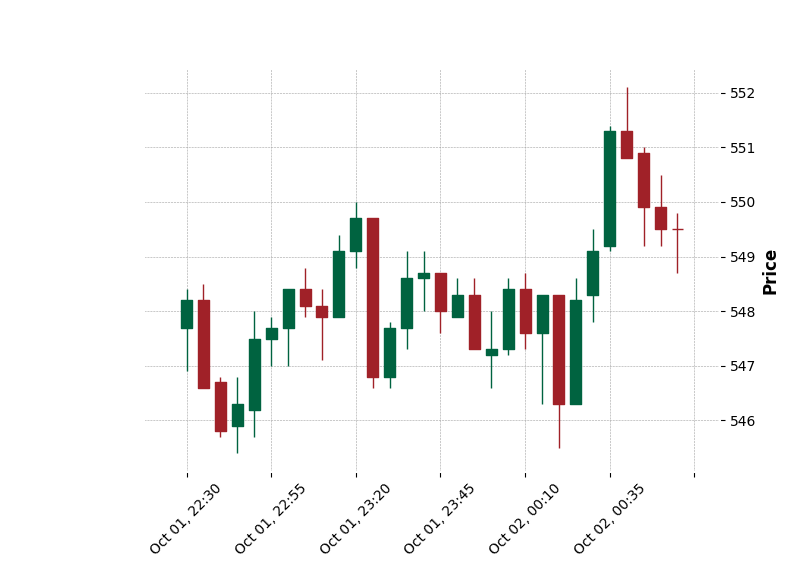 552
551
550
549
548
547
546
Price
Oct 01, 22:30
Oct 01, 22:55
Oct 01, 23:20
Oct 01, 23:45
Oct 02, 00:10
Oct 02, 00:35